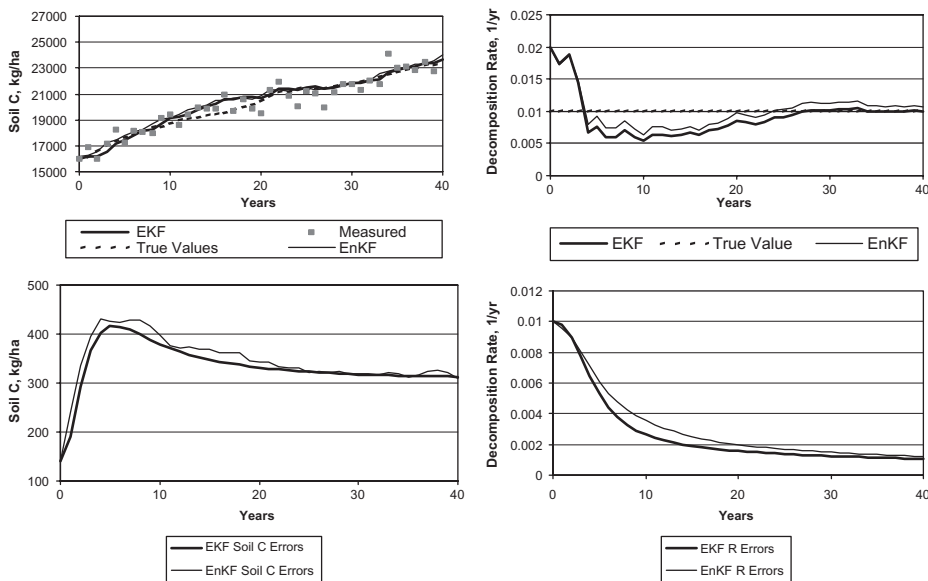 Soil C, kg/ha
27000
25000
23000
21000
19000
17000
15000
0 10 20 30 40
Years
EKF Measured
True Values EnKF
Decomposition Rate, 1/yr
0.025
0.02
0.015
0.01
0.005
0
0 10 20 30 40
Years
EKF True Value EnKF
Soil C, kg/ha
500
400
300
200
100
0 10 20 30 40
Years
EKF Soil C Errors
EnKF Soil C Errors
Decomposition Rate, 1/yr
0.012
0.01
0.008
0.006
0.004
0.002
0
0 10 20 30 40
Years
EKF R Errors
EnKF R Errors